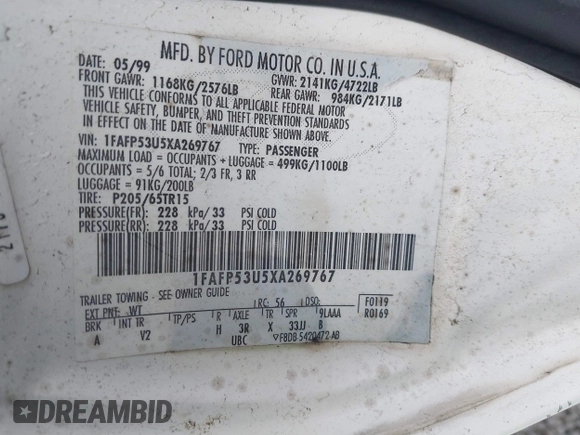 MFD. BY FORD MOTOR CO. IN U.S.A.
DATE: 05/99 GVWR: 2141KG/4722LB
FRONT GAWR: 1168KG/2576LB REAR GAWR: 984KG/2171LB
THIS VEHICLE CONFORMS TO ALL APPLICABLE FEDERAL MOTOR
VEHICLE SAFETY, BUMPER, AND THEFT PREVENTION STANDARDS
IN EFFECT ON THE DATE OF MANUFACTURE SHOWN ABOVE.
VIN: 1FAFP53U5XA269767 TYPE: PASSENGER
MAXIMUM LOAD = OCCUPANTS + LUGGAGE = 499KG/1100LB
OCCUPANTS = 5/6 TOTAL; 2/3 FR, 3 RR
LUGGAGE = 91KG/200LB
TIRE: P205/65TR15
PRESSURE(FR): 228 kPa/33 PSI COLD
PRESSURE(RR): 228 kPa/33 PSI COLD
1FAFP53U5XA269767
TRAILER TOWING - SEE OWNER GUIDE
EXT PNT: WT RC: 56 DSO: F0119
BRK INT TR TP/PS R AXLE TR SPR 9LAAA R0169
A V2 H 3R X 33JJ B
UBC F8DB-5420472-AB
DREAMBID